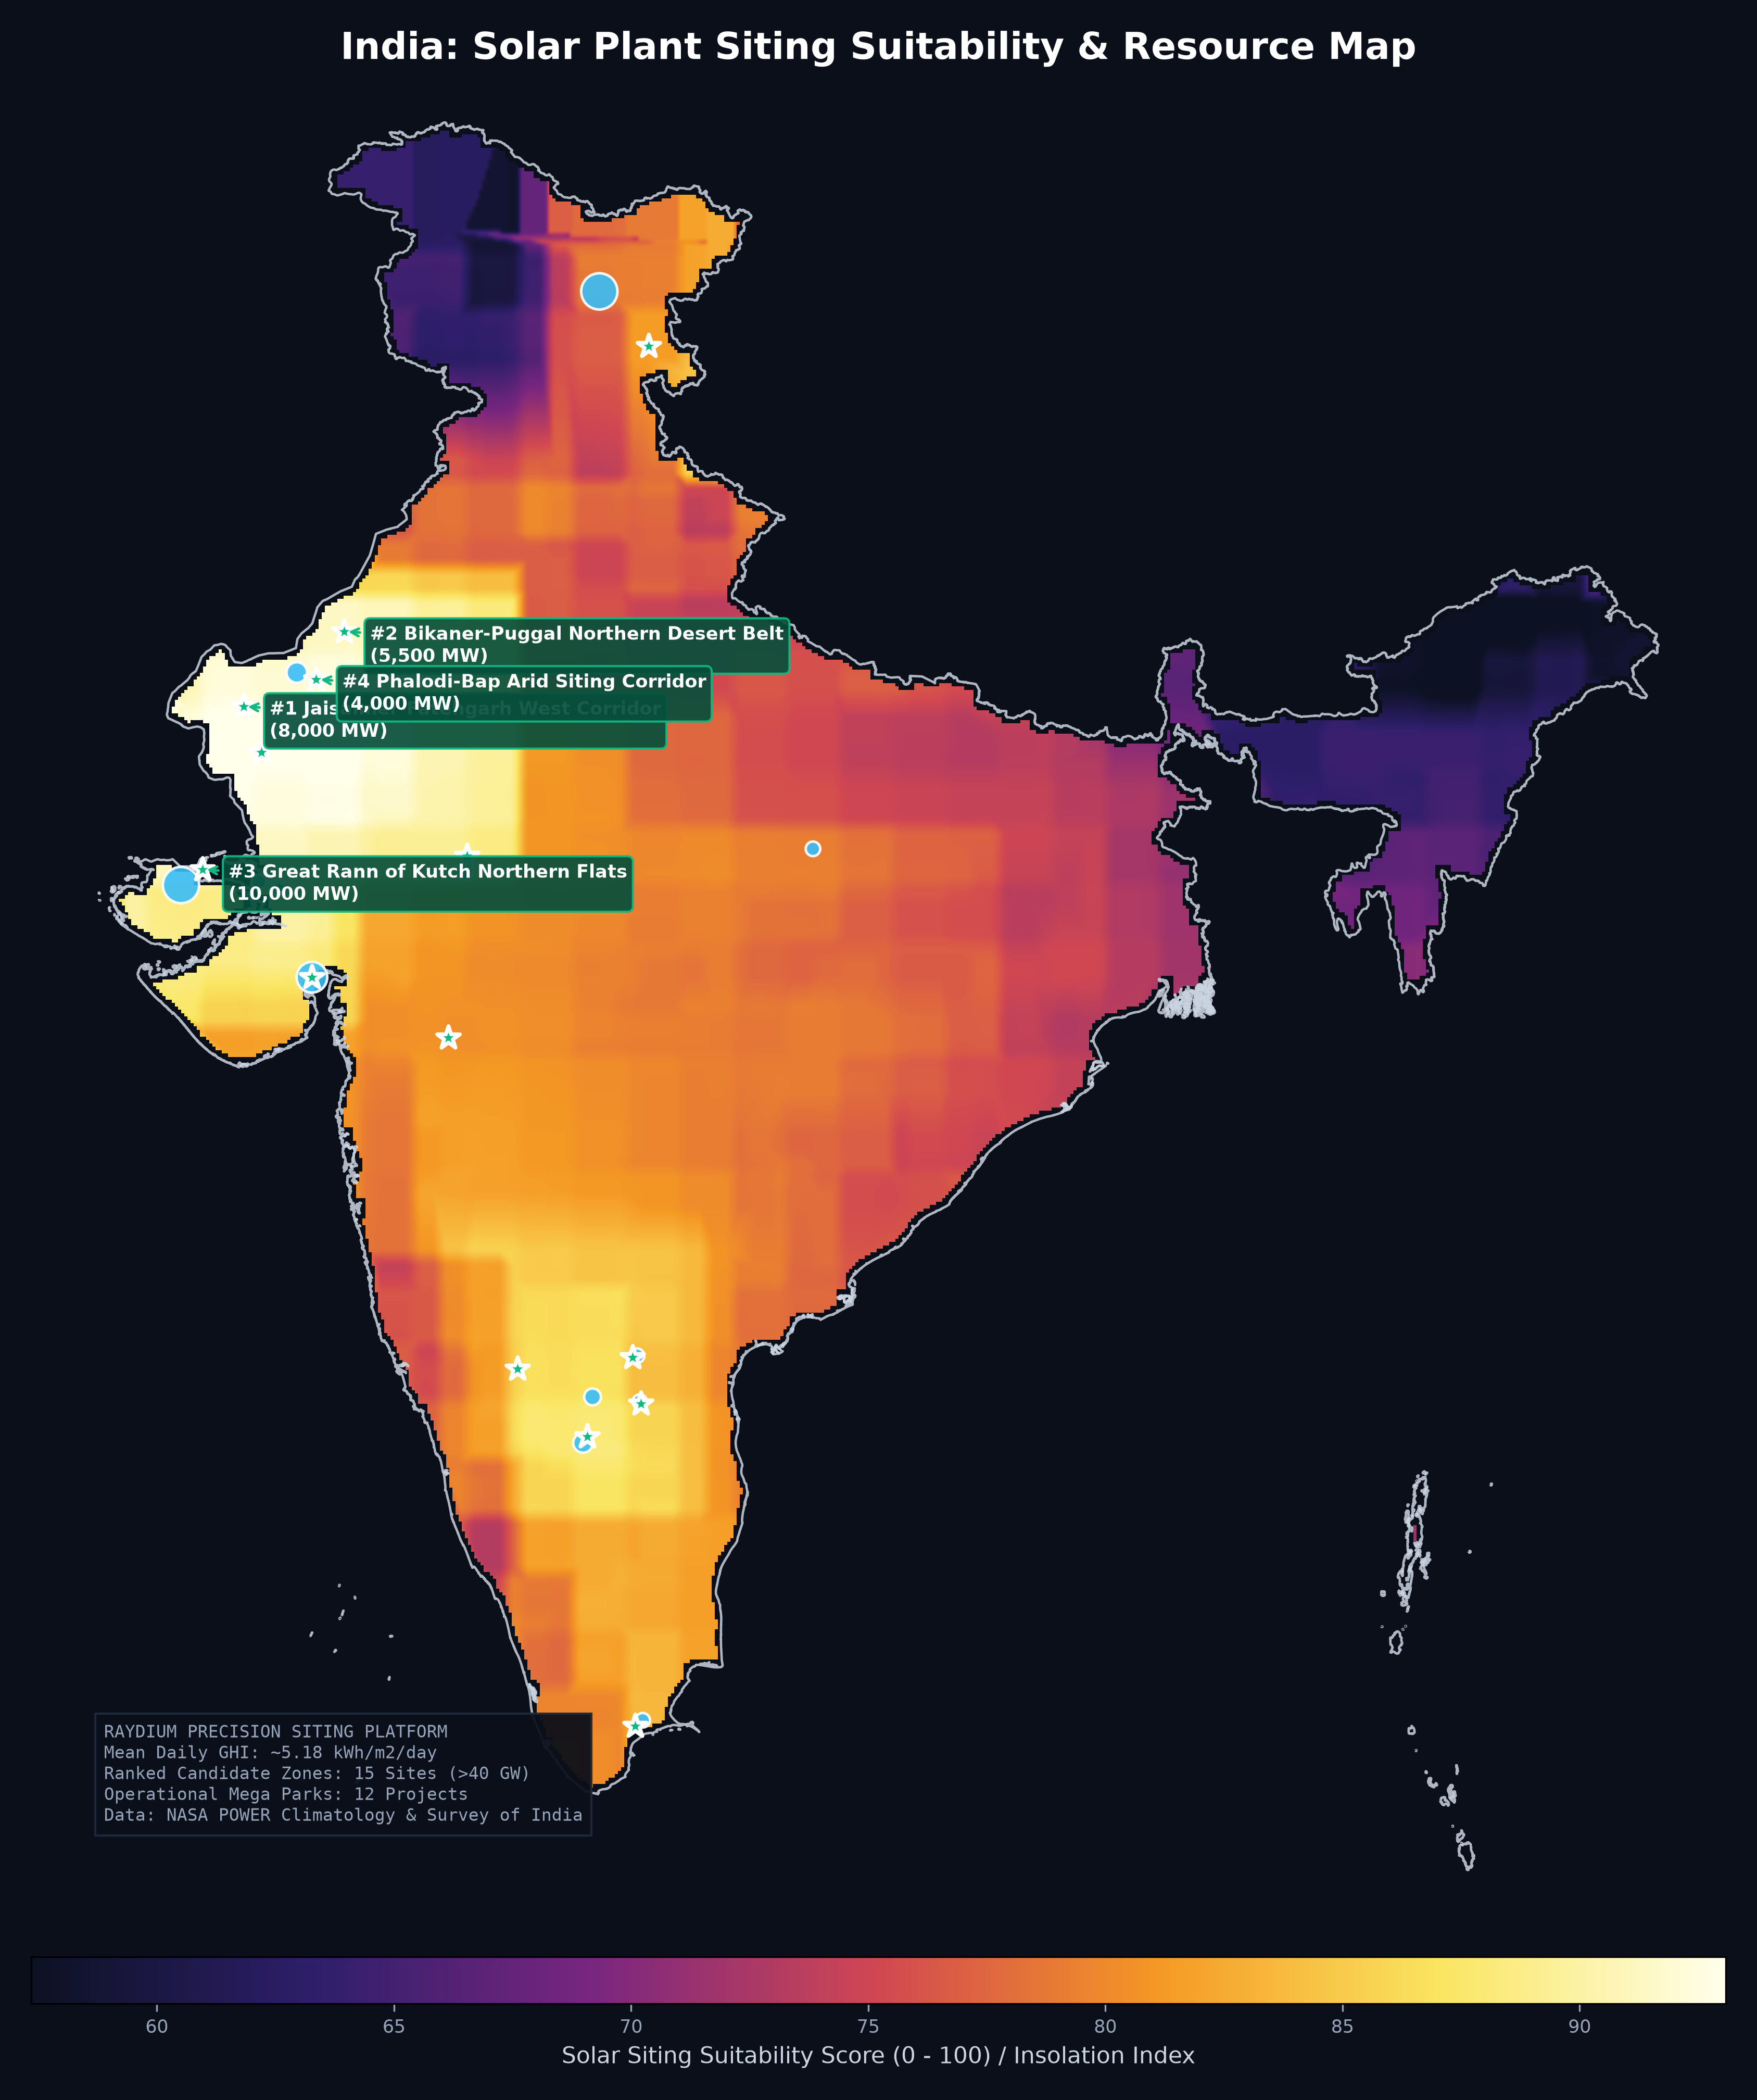 India: Solar Plant Siting Suitability & Resource Map
#2 Bikaner-Puggal Northern Desert Belt
(5,500 MW)
#4 Phalodi-Bap Arid Siting Corridor
(4,000 MW)
#1 Jais garh West Corridor
(8,000 MW)
#3 Great Rann of Kutch Northern Flats
(10,000 MW)
RAYDIUM PRECISION SITING PLATFORM
Mean Daily GHI: ~5.18 kWh/m2/day
Ranked Candidate Zones: 15 Sites (>40 GW)
Operational Mega Parks: 12 Projects
Data: NASA POWER Climatology & Survey of India
60 65 70 75 80 85 90
Solar Siting Suitability Score (0 - 100) / Insolation Index